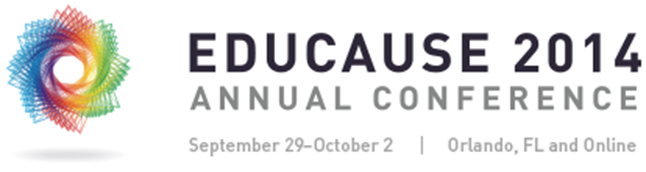 EDUCAUSE 2014
ANNUAL CONFERENCE
September 29–October 2 | Orlando, FL and Online